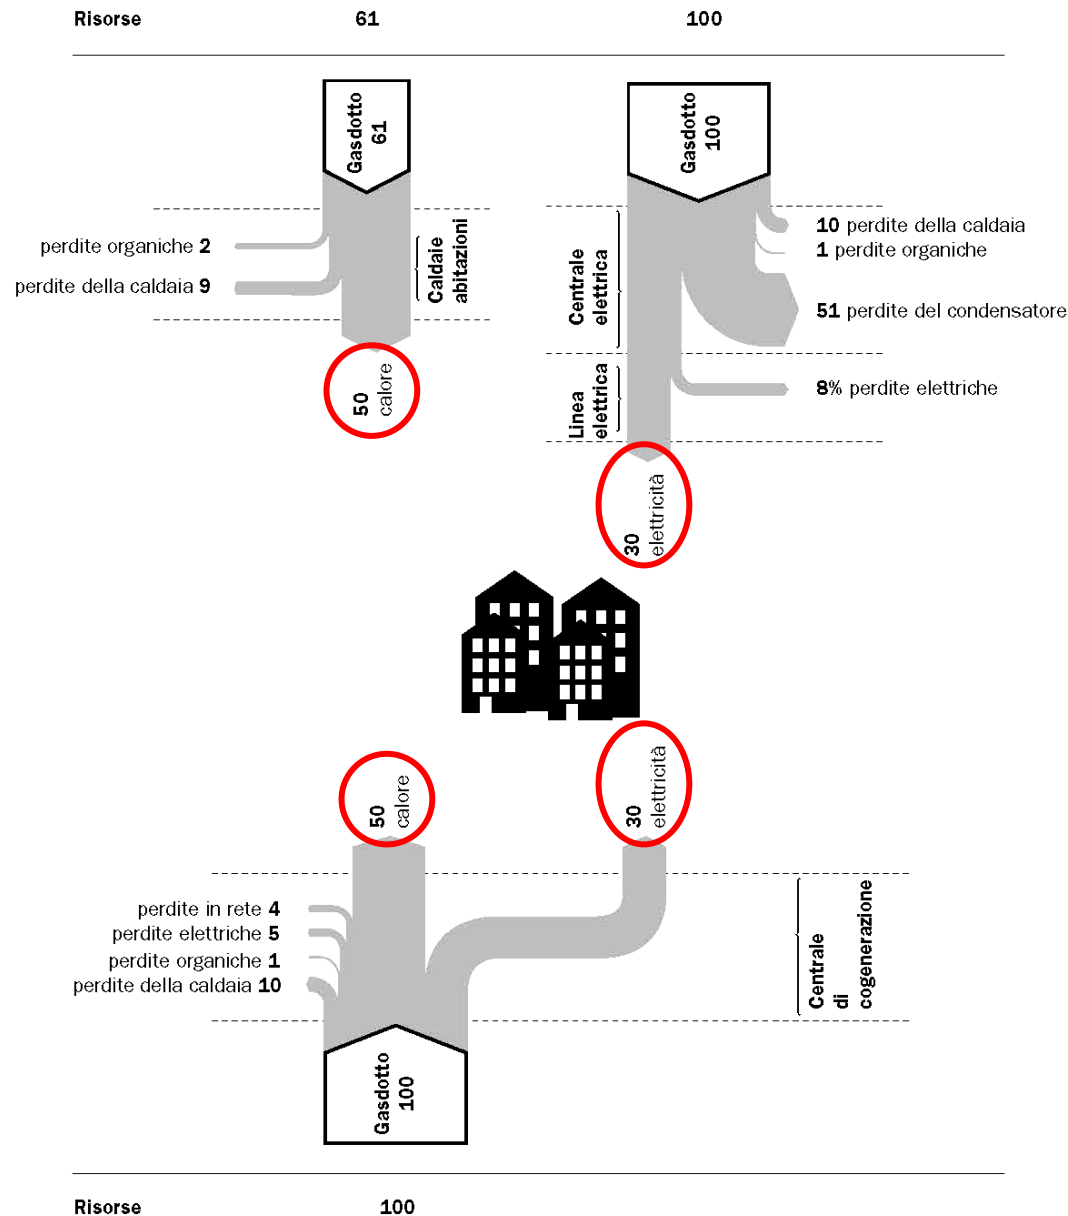 Risorse 61 100
Gasdotto
61
Gasdotto
100
perdite organiche 2
perdite della caldaia 9
Caldaie
abitazioni
50
calore
Centrale
elettrica
10 perdite della caldaia
1 perdite organiche
51 perdite del condensatore
Linea
elettrica
8% perdite elettriche
30
elettricità
50
calore
30
elettricità
perdite in rete 4
perdite elettriche 5
perdite organiche 1
perdite della caldaia 10
Centrale
di
cogenerazione
Gasdotto
100
Risorse 100